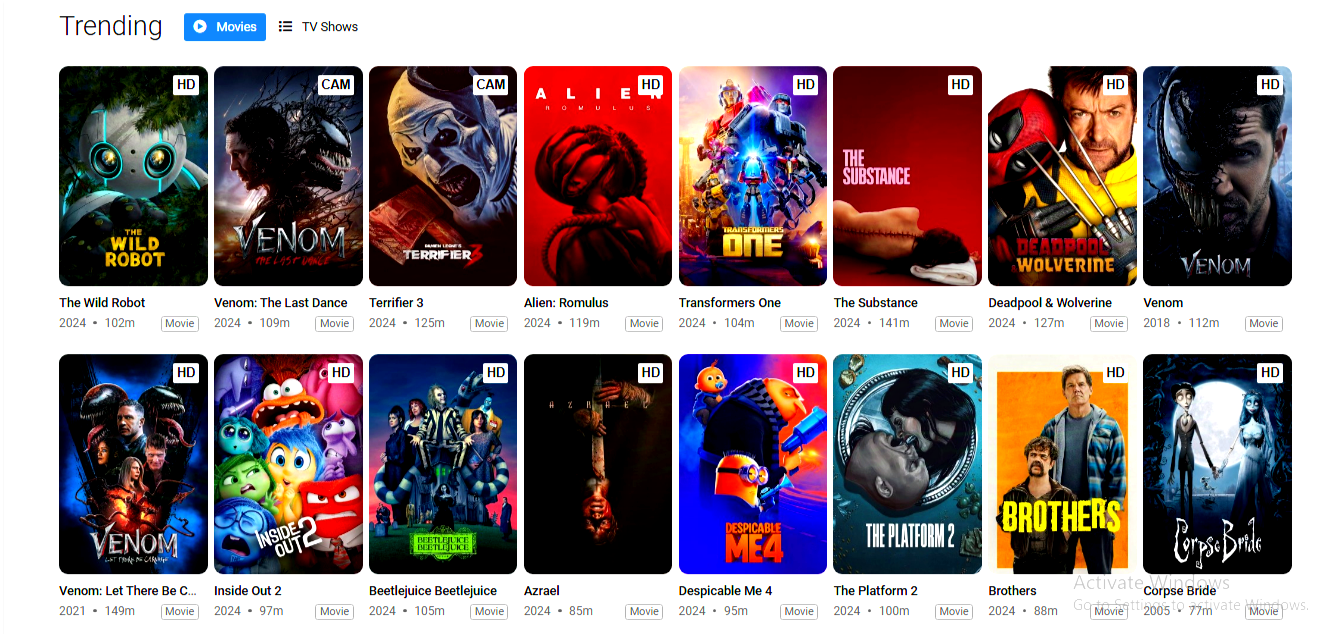 Trending Movies TV Shows
HD CAM CAM HD HD HD HD HD
ALIEN
ROMULUS
THE
SUBSTANCE
THE
WILD
ROBOT
VENOM
THE LAST DANCE
DAMIEN LEONE'S
TERRIFIER 3
TRANSFORMERS
ONE
DEADPOOL
WOLVERINE
VENOM
The Wild Robot Venom: The Last Dance Terrifier 3 Alien: Romulus Transformers One The Substance Deadpool & Wolverine Venom
2024 • 102m Movie 2024 • 109m Movie 2024 • 125m Movie 2024 • 119m Movie 2024 • 104m Movie 2024 • 141m Movie 2024 • 127m Movie 2018 • 112m Movie
HD HD HD HD HD HD HD HD
AZRAEL
VENOM
LET THERE BE CARNAGE
INSIDE
OUT 2
BEETLEJUICE
BEETLEJUICE
DESPICABLE
ME4
THE PLATFORM 2
BROTHERS
Corpse Bride
Venom: Let There Be C... Inside Out 2 Beetlejuice Beetlejuice Azrael Despicable Me 4 The Platform 2 Brothers Corpse Bride
2021 • 149m Movie 2024 • 97m Movie 2024 • 105m Movie 2024 • 85m Movie 2024 • 95m Movie 2024 • 100m Movie 2024 • 88m Movie 2005 • 77m Movie
Activate Windows
Go to Settings to activate Windows.